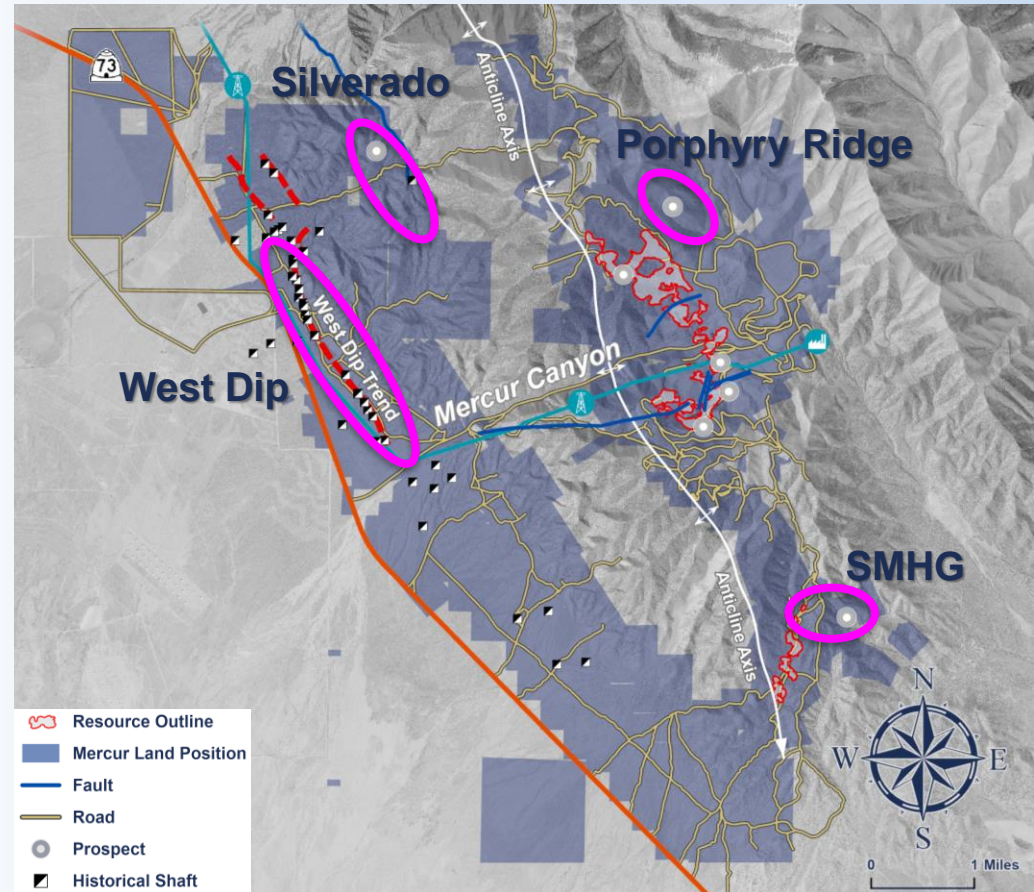 73
Silverado
Anticline Axis
Porphyry Ridge
West Dip Trend
West Dip
Mercur Canyon
SMHG
Anticline Axis
N
W
E
S
Resource Outline
Mercur Land Position
Fault
Road
Prospect
Historical Shaft
0
1 Miles